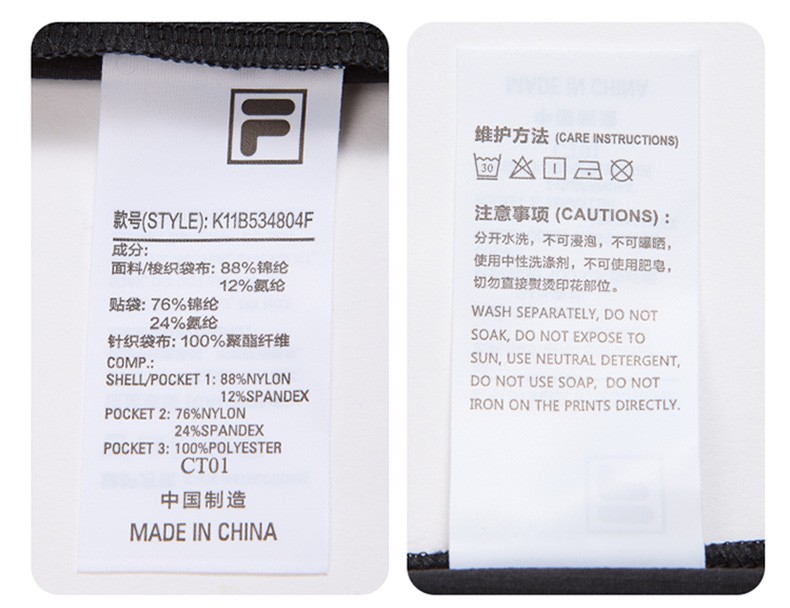 F
款号(STYLE): K11B534804F
成分:
面料/梭织袋布: 88%锦纶
12%氨纶
贴袋: 76%锦纶
24%氨纶
针织袋布: 100%聚酯纤维
COMP.:
SHELL/POCKET 1: 88%NYLON
12%SPANDEX
POCKET 2: 76%NYLON
24%SPANDEX
POCKET 3: 100%POLYESTER
CT01
中国制造
MADE IN CHINA
维护方法 (CARE INSTRUCTIONS)
30
注意事项 (CAUTIONS) :
分开水洗，不可浸泡，不可曝晒，
使用中性洗涤剂，不可使用肥皂，
切勿直接熨烫印花部位。
WASH SEPARATELY, DO NOT
SOAK, DO NOT EXPOSE TO
SUN, USE NEUTRAL DETERGENT,
DO NOT USE SOAP, DO NOT
IRON ON THE PRINTS DIRECTLY.